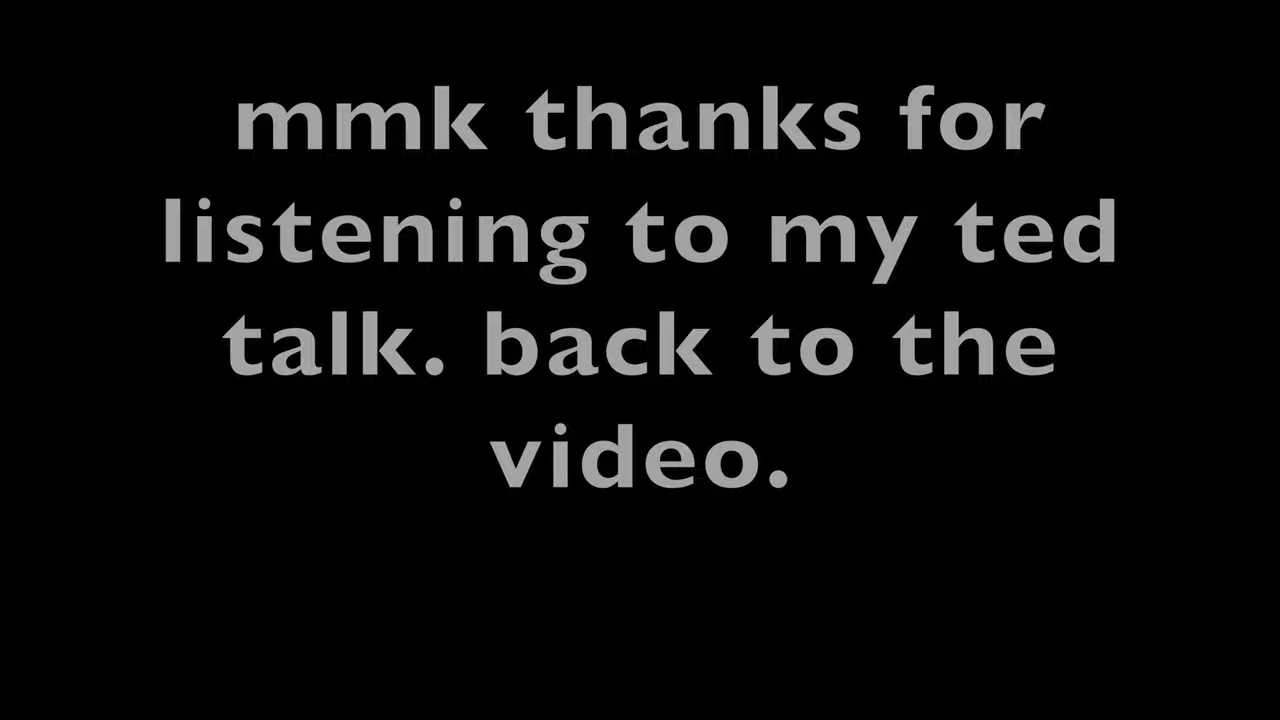 mmk thanks for
listening to my ted
talk. back to the
video.